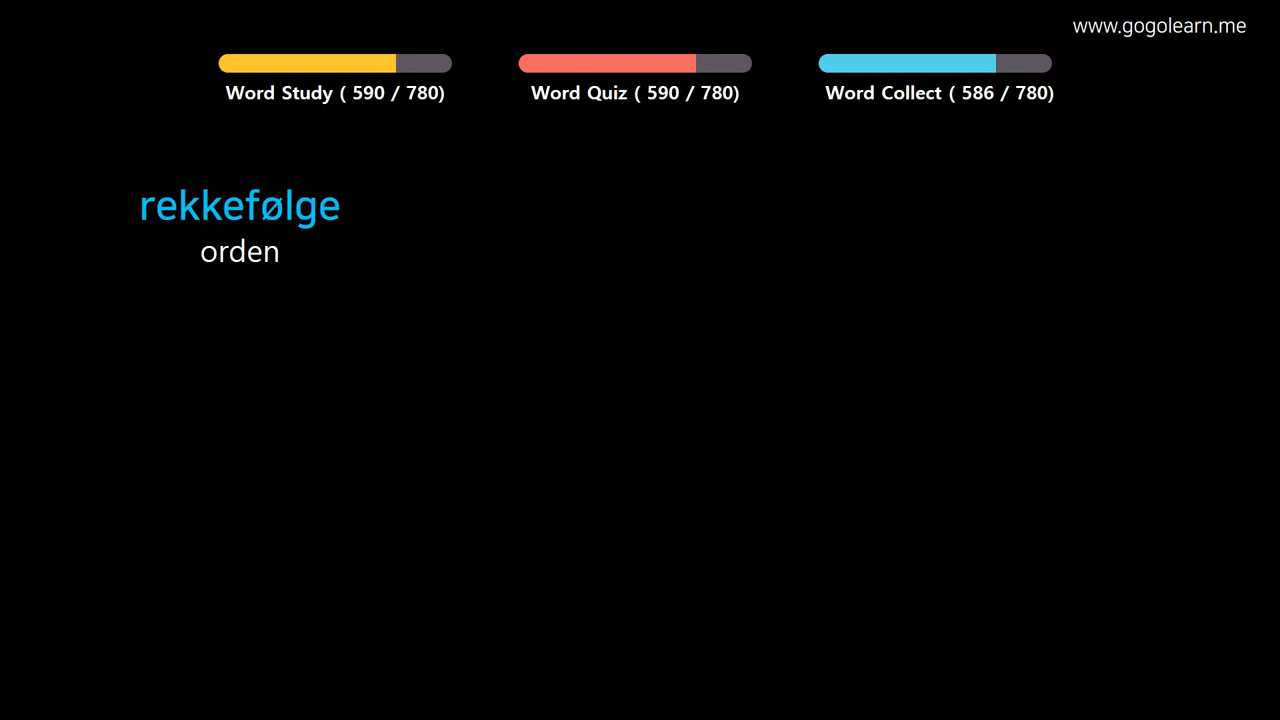 www.gogolearn.me
Word Study ( 590 / 780)
Word Quiz ( 590 / 780)
Word Collect ( 586 / 780)
rekkefølge
orden